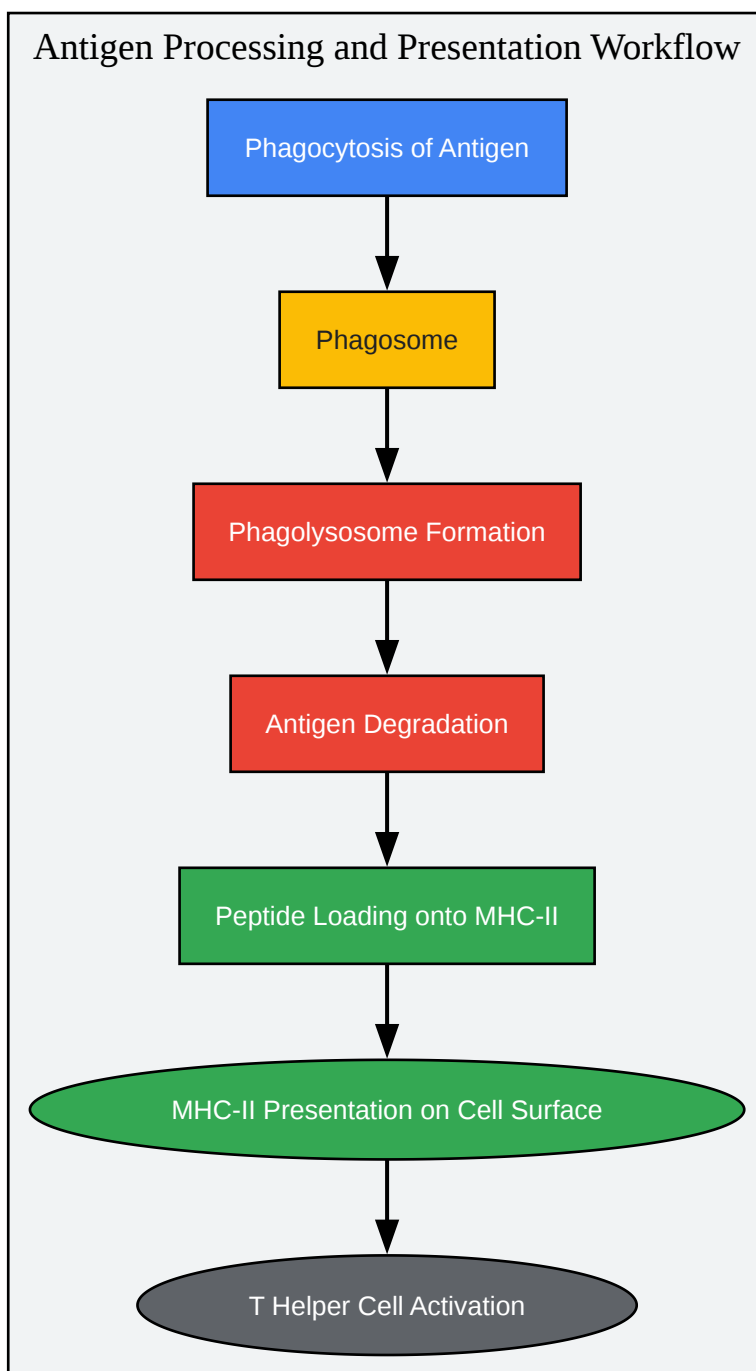 Antigen Processing and Presentation Workflow
Phagocytosis of Antigen
Phagosome
Phagolysosome Formation
Antigen Degradation
Peptide Loading onto MHC-II
MHC-II Presentation on Cell Surface
T Helper Cell Activation